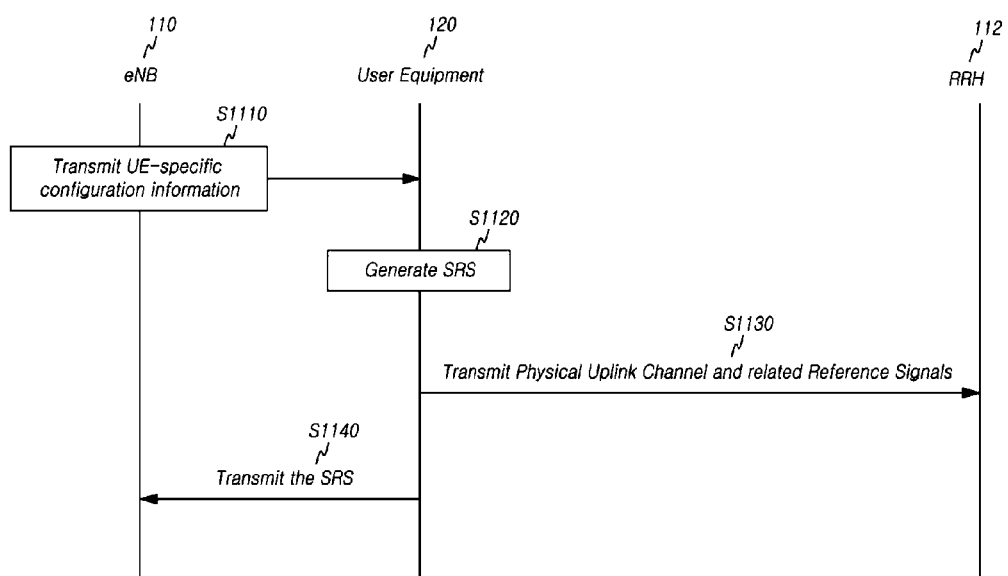 110
eNB
120
User Equipment
112
RRH
S1110
Transmit UE-specific
configuration information
S1120
Generate SRS
S1130
Transmit Physical Uplink Channel and related Reference Signals
S1140
Transmit the SRS